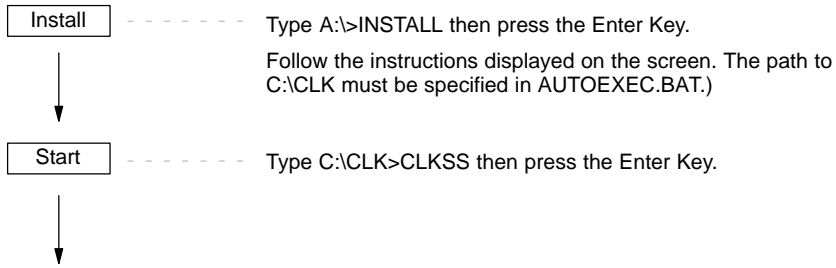 Install
Type A:\>INSTALL then press the Enter Key.
Follow the instructions displayed on the screen. The path to
C:\CLK must be specified in AUTOEXEC.BAT.)
Start
Type C:\CLK>CLKSS then press the Enter Key.